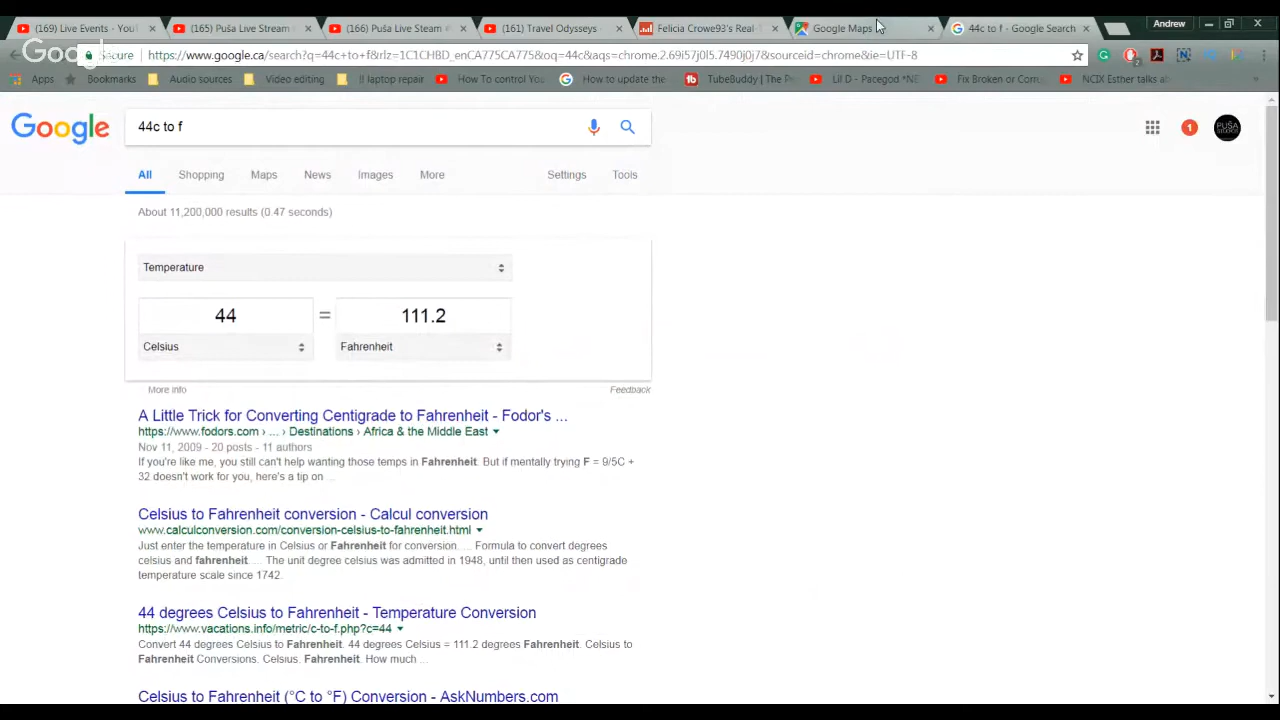 (169) Live Events - YouTu
(165) Puša Live Stream
(166) Puša Live Steam
(161) Travel Odysseys
Felicia Crowe93's Real-
Google Maps
44c to f - Google Search
Andrew
https://www.google.ca/search?q=44c+to+f&rlz=1C1CHBD_enCA775CA775&oq=44c&aqs=chrome.2.69i57j0l5.7490j0j7&sourceid=chrome&ie=UTF-8
Apps
Bookmarks
Audio sources
Video editing
!! laptop repair
How To control You
How to update the
TubeBuddy | The P
Lil D - Pacegod *NE
Fix Broken or Corru
NCIX Esther talks a
Google
44c to f
1
PUŠA
All
Shopping
Maps
News
Images
More
Settings
Tools
About 11,200,000 results (0.47 seconds)
Temperature
44 = 111.2
Celsius
Fahrenheit
More info
Feedback
A Little Trick for Converting Centigrade to Fahrenheit - Fodor's ...
https://www.fodors.com › ... › Destinations › Africa & the Middle East
Nov 11, 2009 - 20 posts - 11 authors
If you're like me, you still can't help wanting those temps in Fahrenheit. But if mentally trying F = 9/5C +
32 doesn't work for you, here's a tip on
Celsius to Fahrenheit conversion - Calcul conversion
www.calculconversion.com/conversion-celsius-to-fahrenheit.html
Just enter the temperature in Celsius or Fahrenheit for conversion.... Formula to convert degrees
celsius and fahrenheit. ... The unit degree celsius was admitted in 1948, until then used as centigrade
temperature scale since 1742.
44 degrees Celsius to Fahrenheit - Temperature Conversion
https://www.vacations.info/metric/c-to-f.php?c=44
Convert 44 degrees Celsius to Fahrenheit. 44 degrees Celsius = 111.2 degrees Fahrenheit. Celsius to
Fahrenheit Conversions. Celsius. Fahrenheit. How much ...
Celsius to Fahrenheit (°C to °F) Conversion - AskNumbers.com